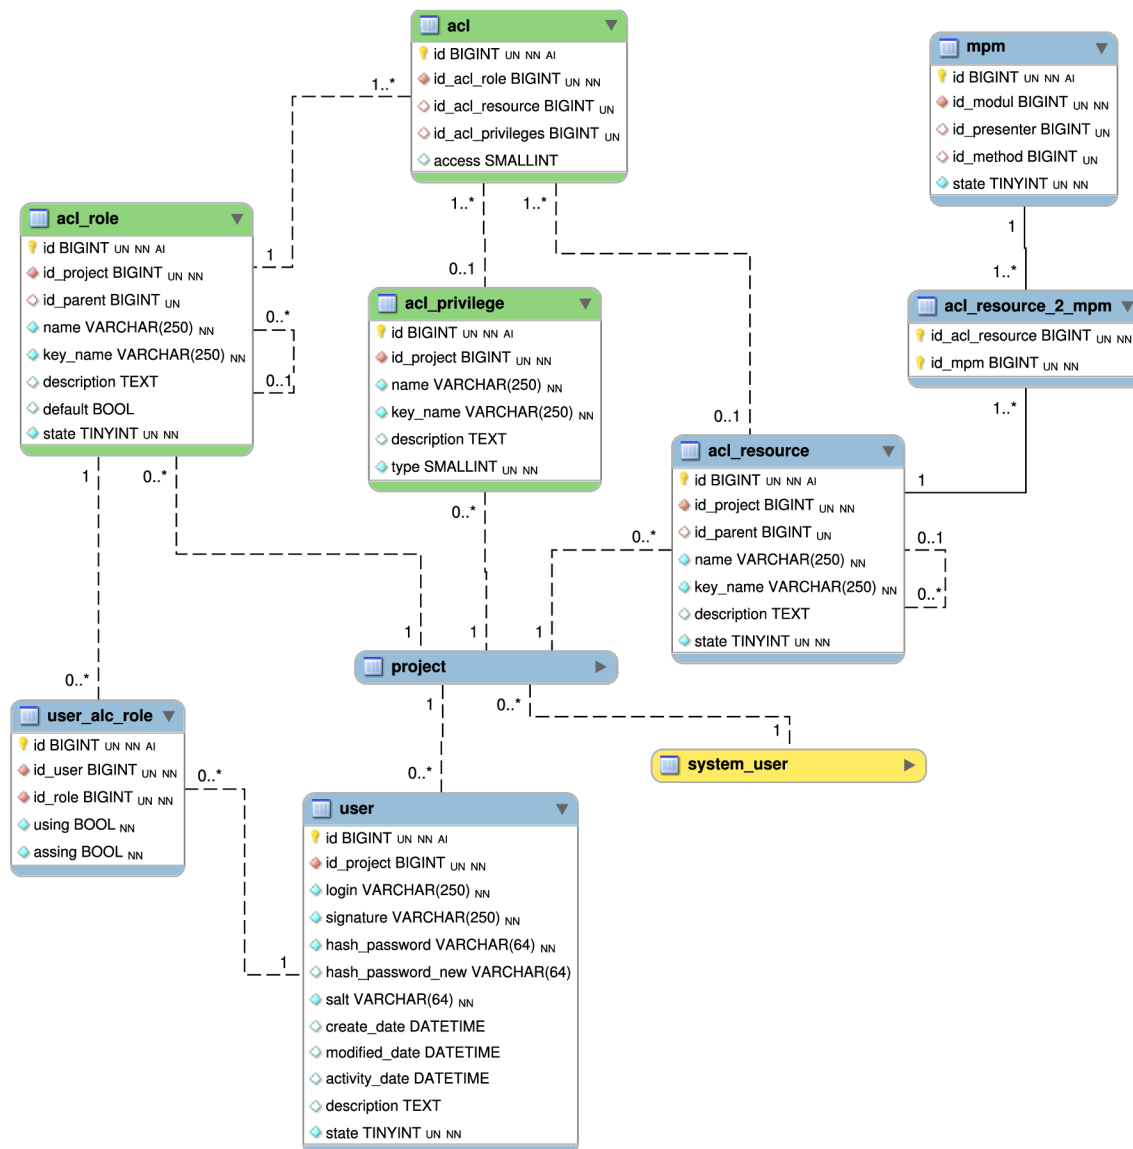 acl
id BIGINT UN NN AI
id_acl_role BIGINT UN NN
id_acl_resource BIGINT UN
id_acl_privileges BIGINT UN
access SMALLINT
1..*
1..*
1..*
mpm
id BIGINT UN NN AI
id_modul BIGINT UN NN
id_presenter BIGINT UN
id_method BIGINT UN
state TINYINT UN NN
1
1..*
acl_role
id BIGINT UN NN AI
id_project BIGINT UN NN
id_parent BIGINT UN
name VARCHAR(250) NN
key_name VARCHAR(250) NN
description TEXT
default BOOL
state TINYINT UN NN
1
0..*
0..1
1
0..*
0..1
acl_privilege
id BIGINT UN NN AI
id_project BIGINT UN NN
name VARCHAR(250) NN
key_name VARCHAR(250) NN
description TEXT
type SMALLINT UN NN
0..*
acl_resource_2_mpm
id_acl_resource BIGINT UN NN
id_mpm BIGINT UN NN
1..*
0..1
acl_resource
id BIGINT UN NN AI
id_project BIGINT UN NN
id_parent BIGINT UN
name VARCHAR(250) NN
key_name VARCHAR(250) NN
description TEXT
state TINYINT UN NN
1
0..*
0..1
0..*
1
1
1
project
1
0..*
1
system_user
0..*
user_alc_role
id BIGINT UN NN AI
id_user BIGINT UN NN
id_role BIGINT UN NN
using BOOL NN
assing BOOL NN
0..*
0..*
1
user
id BIGINT UN NN AI
id_project BIGINT UN NN
login VARCHAR(250) NN
signature VARCHAR(250) NN
hash_password VARCHAR(64) NN
hash_password_new VARCHAR(64)
salt VARCHAR(64) NN
create_date DATETIME
modified_date DATETIME
activity_date DATETIME
description TEXT
state TINYINT UN NN